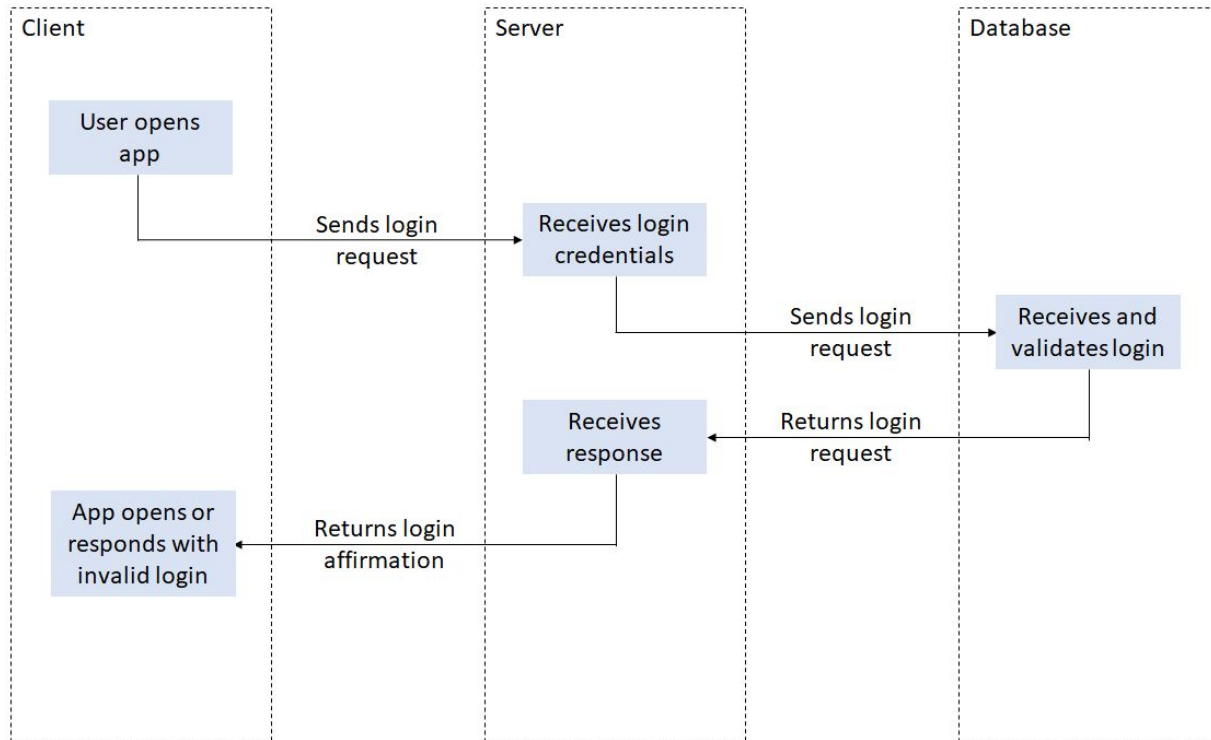 Client
Server
Database
User opens
app
Sends login
request
Receives login
credentials
Sends login
request
Receives and
validates login
Returns login
request
Receives
response
Returns login
affirmation
App opens or
responds with
invalid login